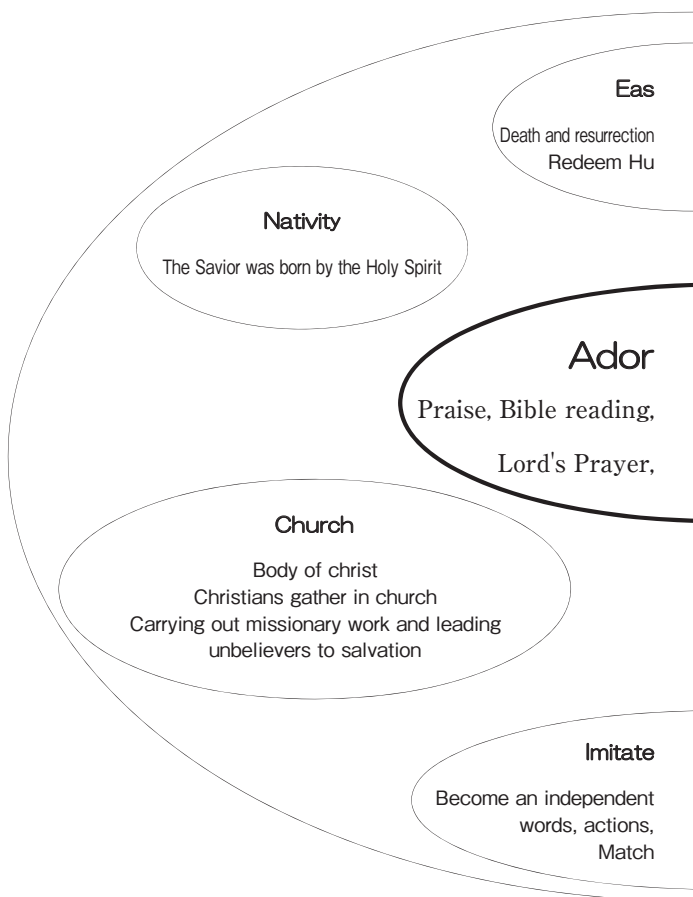 Eas
Death and resurrection
Redeem Hu
Nativity
The Savior was born by the Holy Spirit
Ador
Praise, Bible reading,
Lord's Prayer,
Church
Body of christ
Christians gather in church
Carrying out missionary work and leading
unbelievers to salvation
Imitate
Become an independent
words, actions,
Match